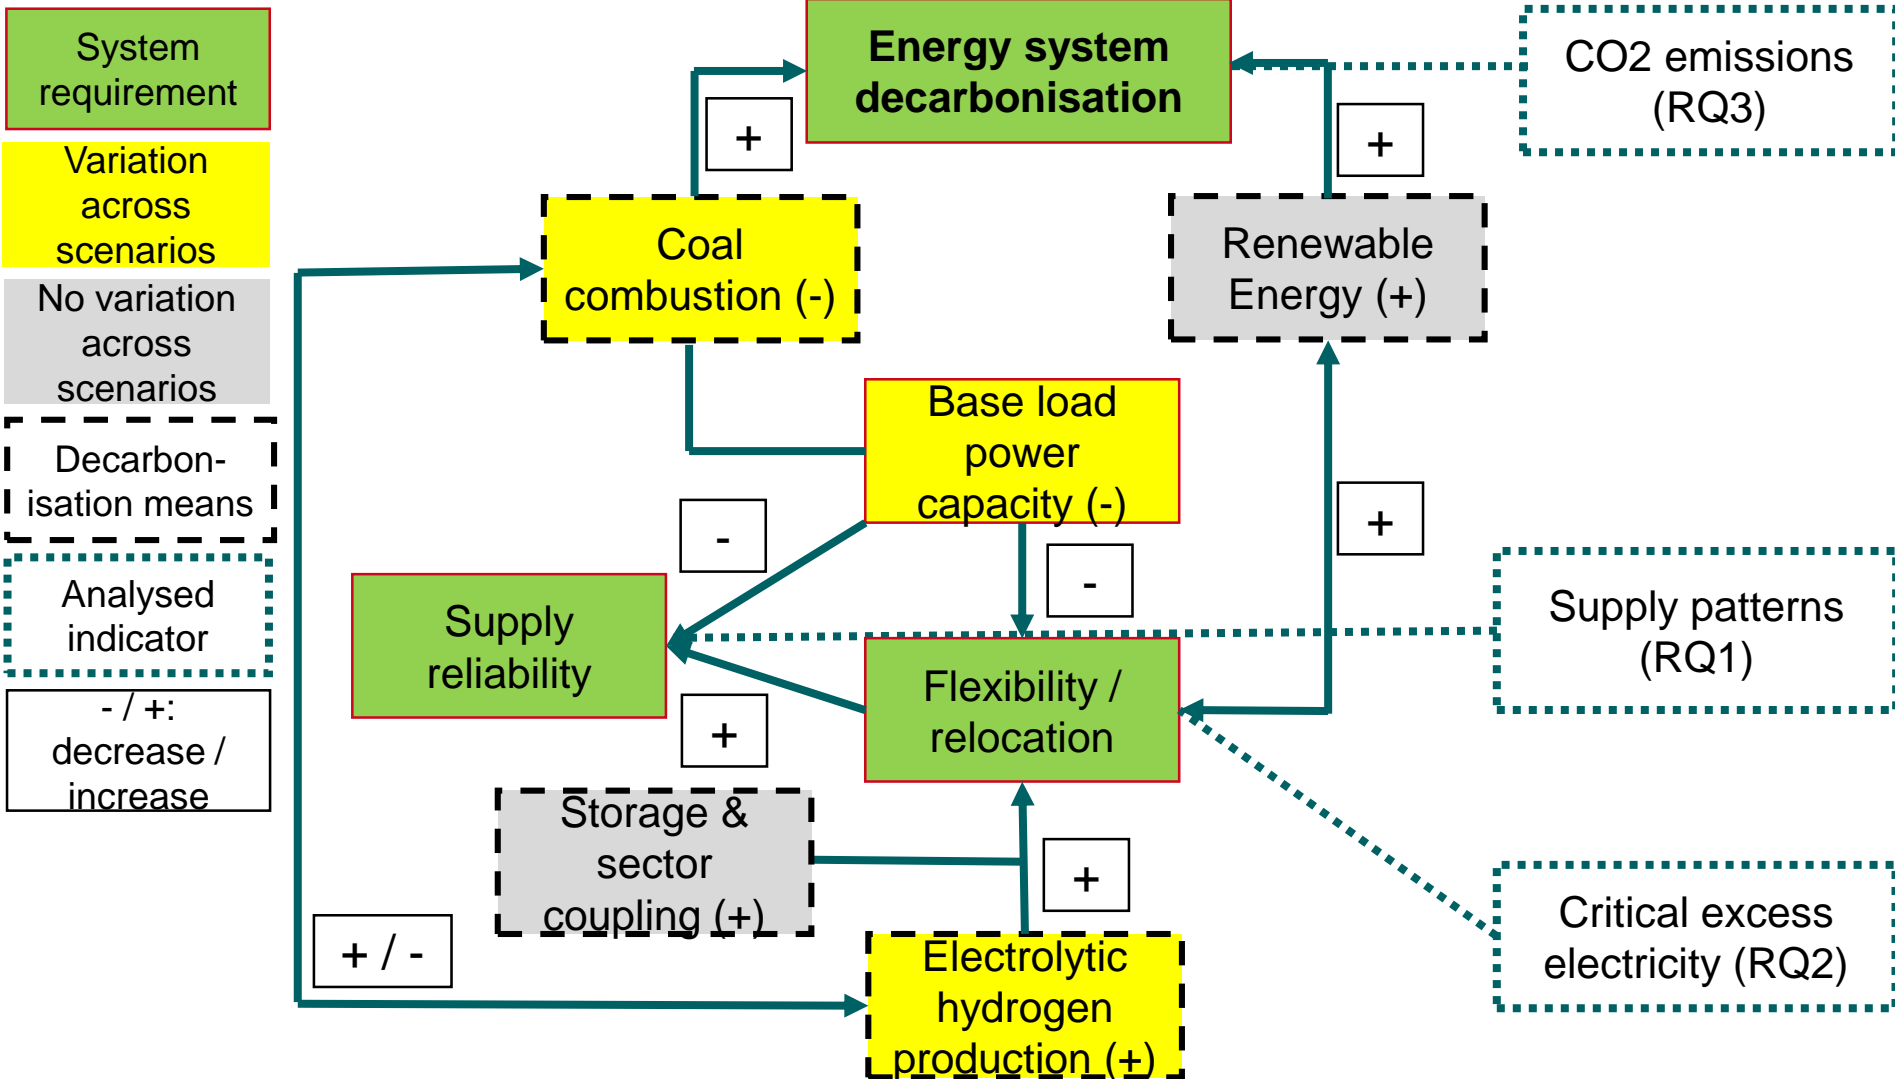 System
requirement
Variation
across
scenarios
No variation
across
scenarios
Decarbon-
isation means
Analysed
indicator
- / +:
decrease /
increase
Energy system
decarbonisation
CO2 emissions
(RQ3)
+
+
Coal
combustion (-)
Renewable
Energy (+)
Base load
power
capacity (-)
-
-
+
Supply
reliability
Flexibility /
relocation
Supply patterns
(RQ1)
+
Storage &
sector
coupling (+)
+
Critical excess
electricity (RQ2)
+ / -
Electrolytic
hydrogen
production (+)